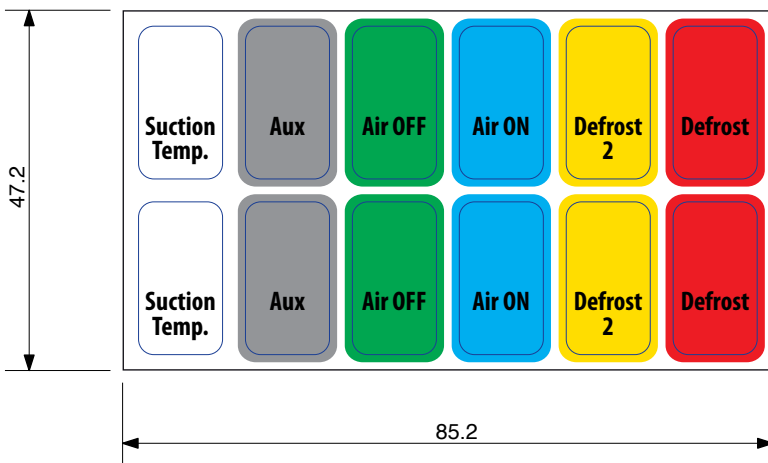 Suction
Temp.
Aux
Air OFF
Air ON
Defrost
2
Defrost
Suction
Temp.
Aux
Air OFF
Air ON
Defrost
2
Defrost
47.2
85.2